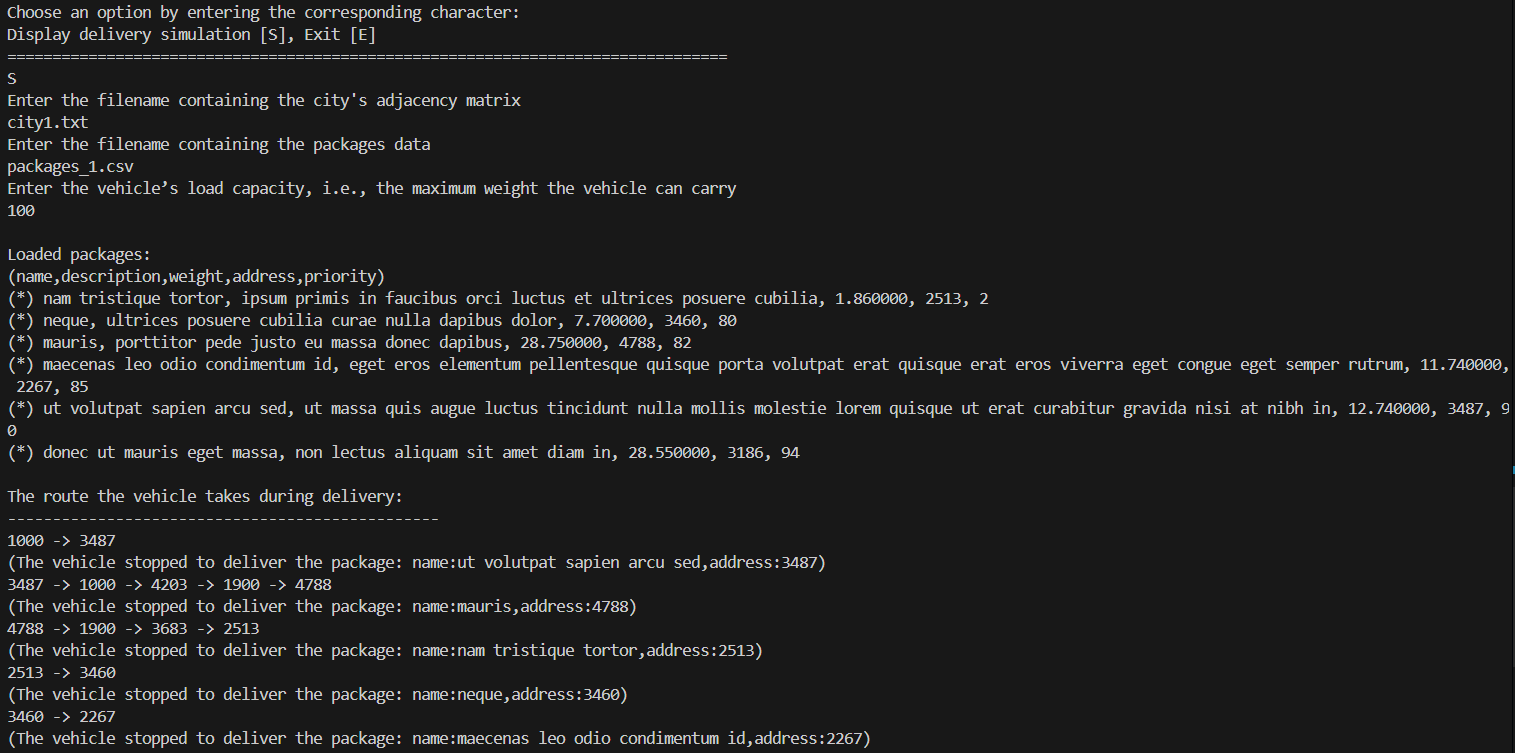 Choose an option by entering the corresponding character:
Display delivery simulation [S], Exit [E]
================================================================================
S
Enter the filename containing the city's adjacency matrix
city1.txt
Enter the filename containing the packages data
packages_1.csv
Enter the vehicle’s load capacity, i.e., the maximum weight the vehicle can carry
100
Loaded packages:
(name,description,weight,address,priority)
(*) nam tristique tortor, ipsum primis in faucibus orci luctus et ultrices posuere cubilia, 1.860000, 2513, 2
(*) neque, ultrices posuere cubilia curae nulla dapibus dolor, 7.700000, 3460, 80
(*) mauris, porttitor pede justo eu massa donec dapibus, 28.750000, 4788, 82
(*) maecenas leo odio condimentum id, eget eros elementum pellentesque quisque porta volutpat erat quisque erat eros viverra eget congue eget semper rutrum, 11.740000,
2267, 85
(*) ut volutpat sapien arcu sed, ut massa quis augue luctus tincidunt nulla mollis molestie lorem quisque ut erat curabitur gravida nisi at nibh in, 12.740000, 3487, 9
0
(*) donec ut mauris eget massa, non lectus aliquam sit amet diam in, 28.550000, 3186, 94
The route the vehicle takes during delivery:
------------------------------------------------
1000 -> 3487
(The vehicle stopped to deliver the package: name:ut volutpat sapien arcu sed,address:3487)
3487 -> 1000 -> 4203 -> 1900 -> 4788
(The vehicle stopped to deliver the package: name:mauris,address:4788)
4788 -> 1900 -> 3683 -> 2513
(The vehicle stopped to deliver the package: name:nam tristique tortor,address:2513)
2513 -> 3460
(The vehicle stopped to deliver the package: name:neque,address:3460)
3460 -> 2267
(The vehicle stopped to deliver the package: name:maecenas leo odio condimentum id,address:2267)